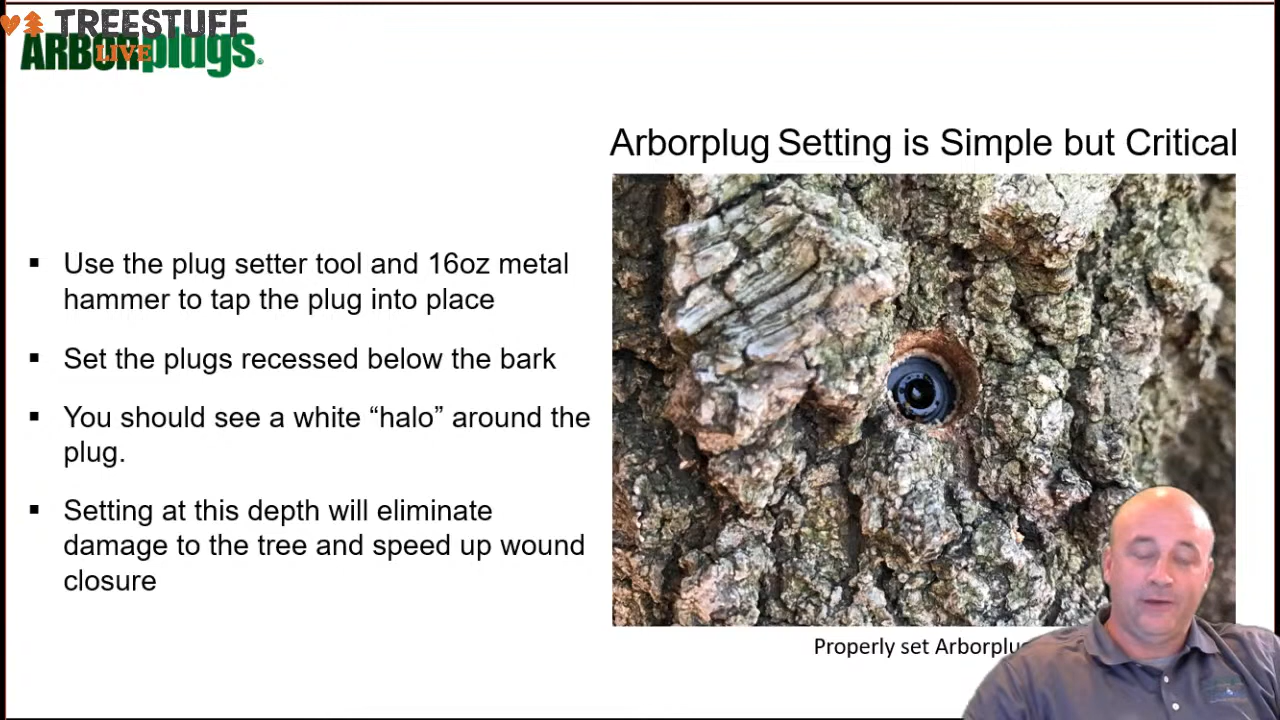 TREESTUFF
LIVE
ARBORplugs®
Arborplug Setting is Simple but Critical
▪ Use the plug setter tool and 16oz metal
hammer to tap the plug into place
▪ Set the plugs recessed below the bark
▪ You should see a white “halo” around the
plug.
▪ Setting at this depth will eliminate
damage to the tree and speed up wound
closure
Properly set